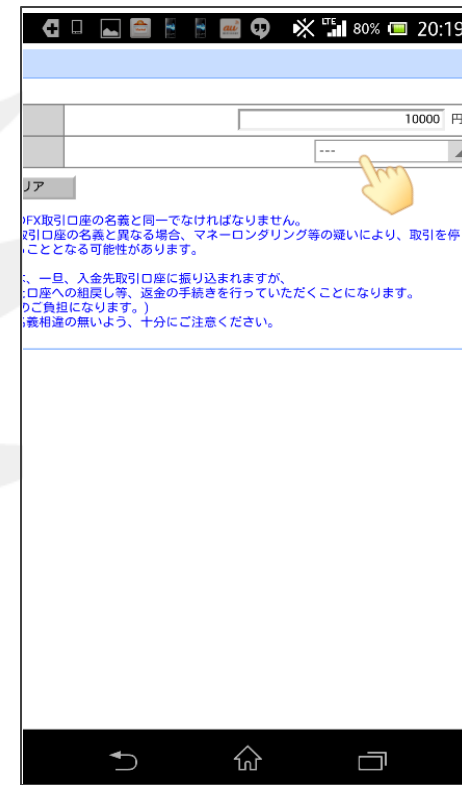 au
LTE
80%
20:19
10000 円
---
リア
FX取引口座の名義と同一でなければなりません。
取引口座の名義と異なる場合、マネーロンダリング等の疑いにより、取引を停
ることとなる可能性があります。
は、一旦、入金先取引口座に振り込まれますが、
た口座への組戻し等、返金の手続きを行っていただくことになります。
のご負担になります。)
名義相違の無いよう、十分にご注意ください。